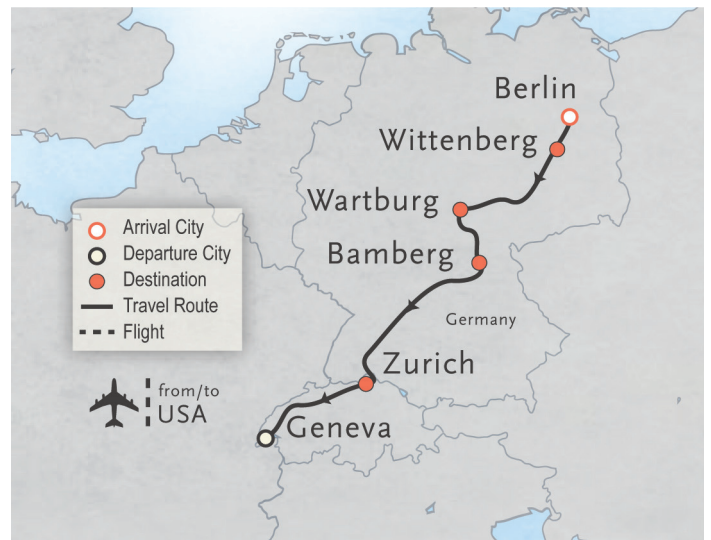 Berlin
Wittenberg
Wartburg
Bamberg
Germany
Zurich
Geneva
Arrival City
Departure City
Destination
Travel Route
Flight
from/to
USA